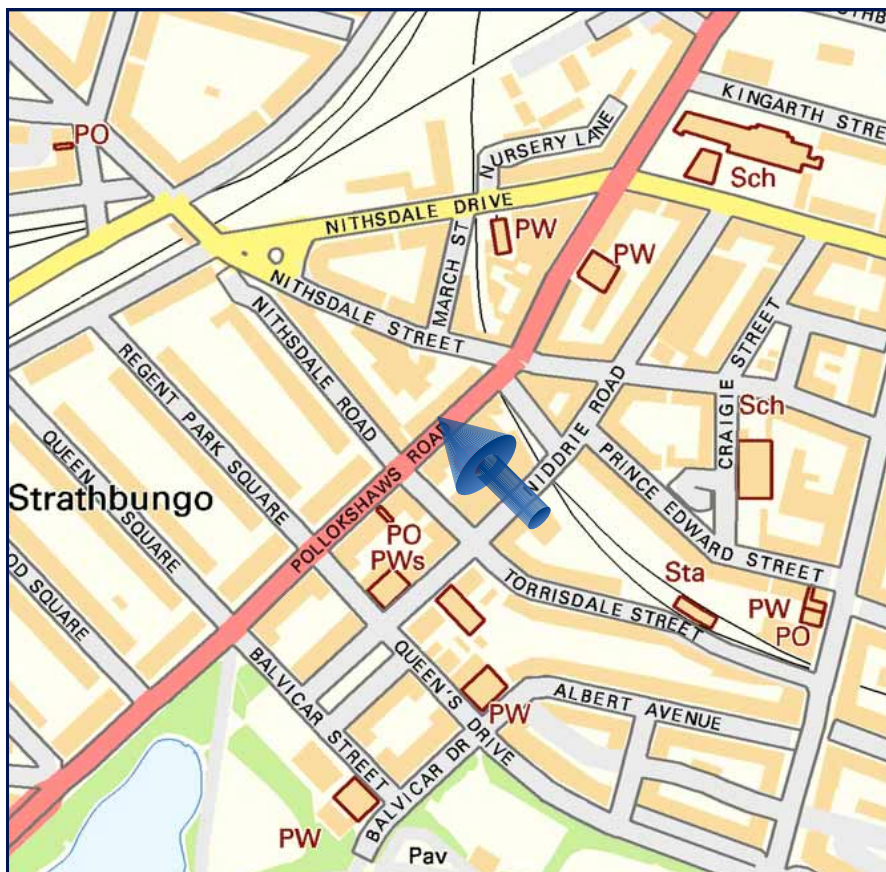 KINGARTH STRE
PO
NURSERY LANE
Sch
NITHSDALE DRIVE
PW
PW
MARCH ST
NITHSDALE STREET
NITHSDALE ROAD
REGENT PARK SQUARE
CRAIGIE STREET
Sch
NIDDRIE ROAD
QUEEN SQUARE
Strathbungo
POLLOKSHAWS ROAD
PRINCE EDWARD STREET
PO
PWs
OD SQUARE
Sta
TORRISDALE STREET
PW
PO
BALVICAR STREET
QUEEN'S DRIVE
PW
ALBERT AVENUE
BALVICAR DR
PW
Pav